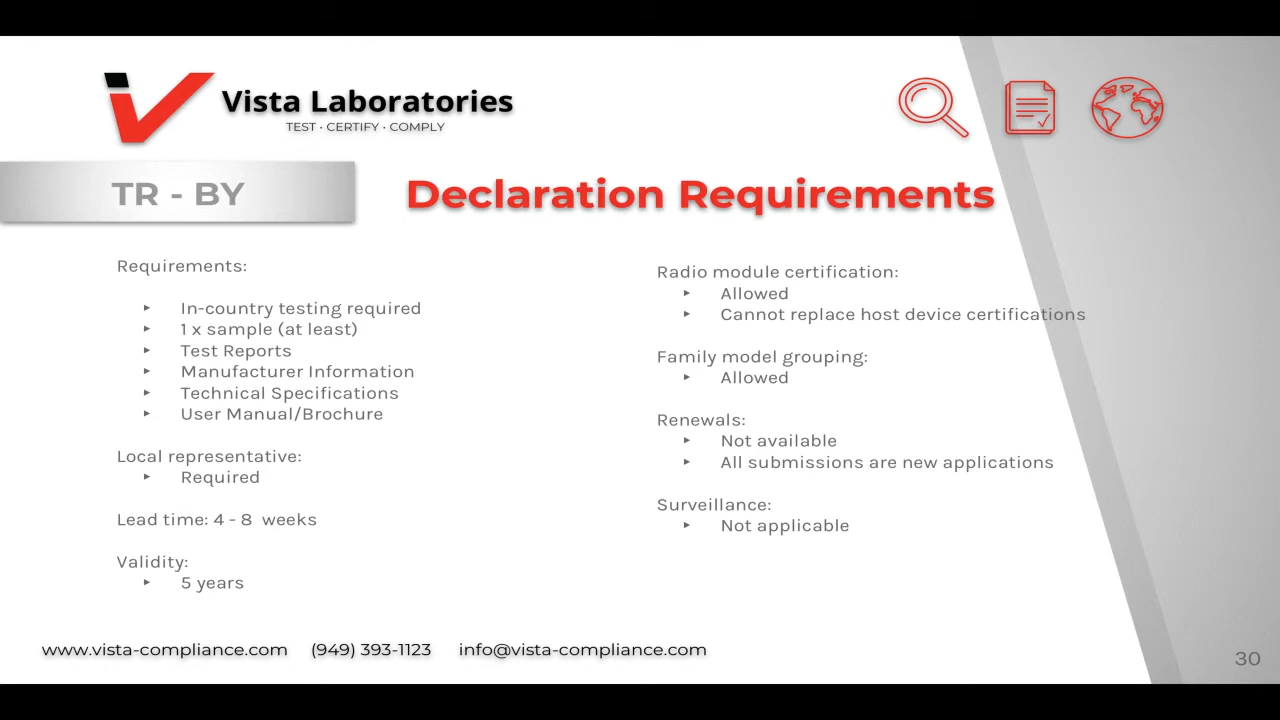 Vista Laboratories
TEST · CERTIFY · COMPLY
TR - BY
Declaration Requirements
Requirements:
▸ In-country testing required
▸ 1 x sample (at least)
▸ Test Reports
▸ Manufacturer Information
▸ Technical Specifications
▸ User Manual/Brochure
Local representative:
▸ Required
Lead time: 4 - 8 weeks
Validity:
▸ 5 years
Radio module certification:
▸ Allowed
▸ Cannot replace host device certifications
Family model grouping:
▸ Allowed
Renewals:
▸ Not available
▸ All submissions are new applications
Surveillance:
▸ Not applicable
www.vista-compliance.com (949) 393-1123 info@vista-compliance.com
30